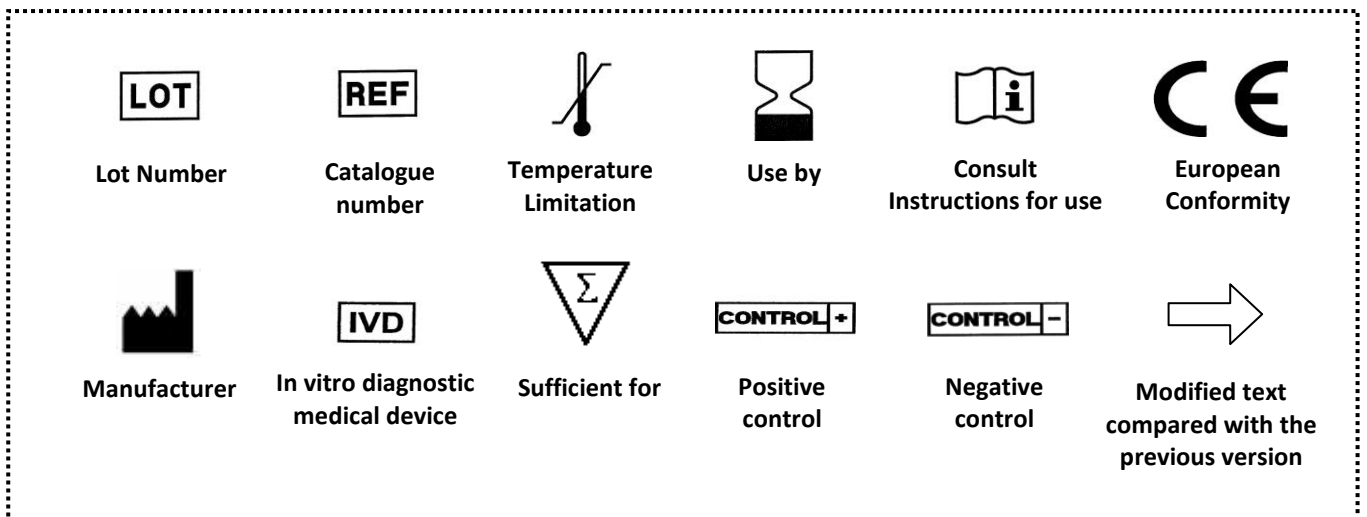 LOT
REF
i
CE
Lot Number
Catalogue
number
Temperature
Limitation
Use by
Consult
Instructions for use
European
Conformity
IVD
Σ
CONTROL +
CONTROL -
Manufacturer
In vitro diagnostic
medical device
Sufficient for
Positive
control
Negative
control
Modified text
compared with the
previous version